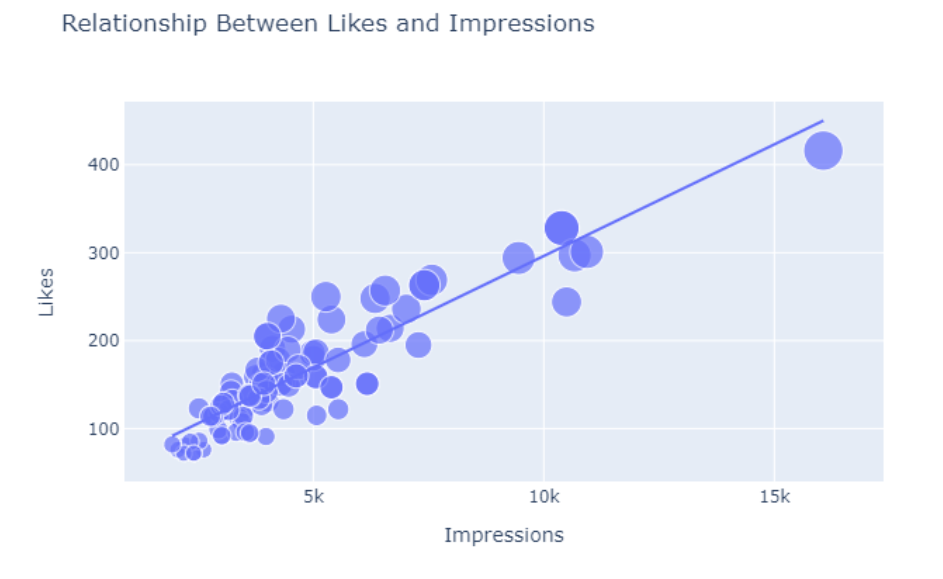 Relationship Between Likes and Impressions
400
300
200
100
Likes
5k
10k
15k
Impressions